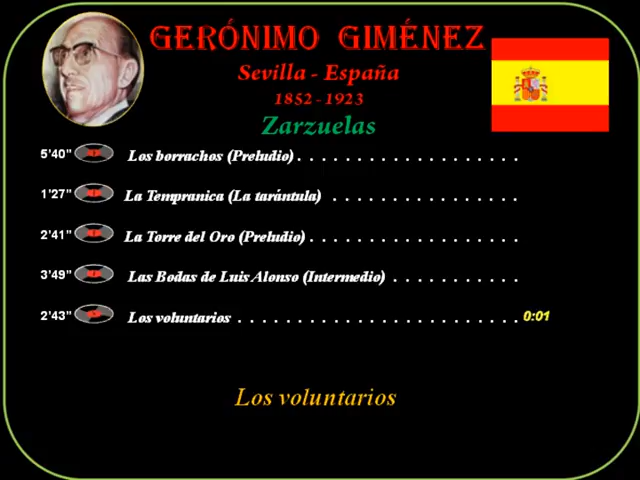 GERÓNIMO GIMÉNEZ
Sevilla - España
1852 - 1923
Zarzuelas
5'40" Los borrachos (Preludio) . . . . . . . . . . . . . . . . . . .
1'27" La Tempranica (La tarántula) . . . . . . . . . . . . . . . .
2'41" La Torre del Oro (Preludio) . . . . . . . . . . . . . . . . . .
3'49" Las Bodas de Luis Alonso (Intermedio) . . . . . . . . . . .
2'43" Los voluntarios . . . . . . . . . . . . . . . . . . . . . . . . 0:01
Los voluntarios